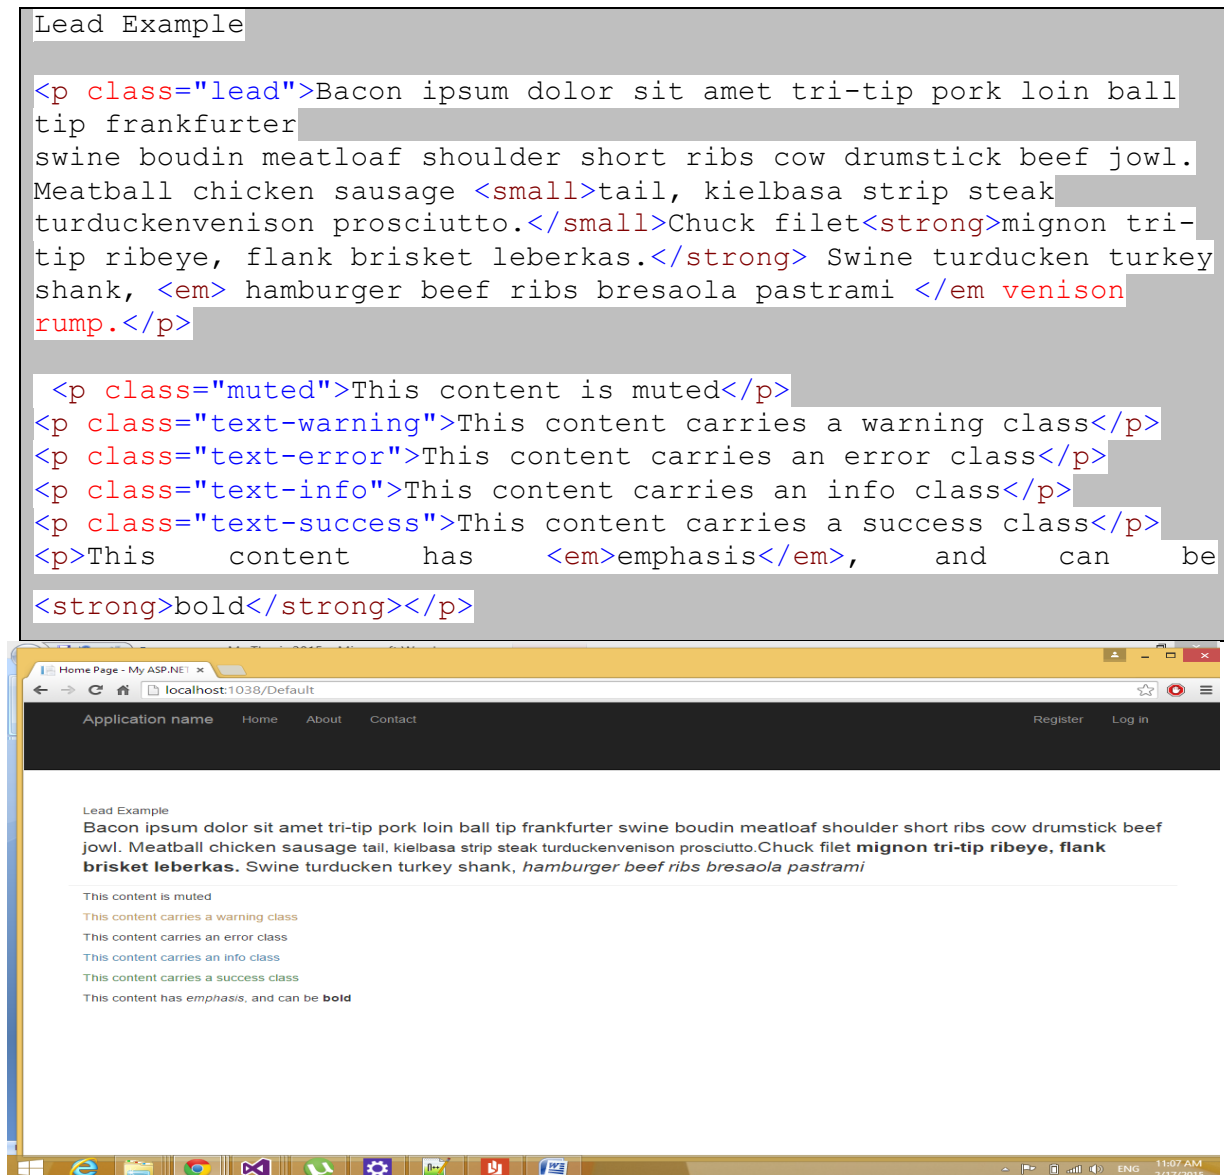 Lead Example
<p class="lead">Bacon ipsum dolor sit amet tri-tip pork loin ball
tip frankfurter
swine boudin meatloaf shoulder short ribs cow drumstick beef jowl.
Meatball chicken sausage <small>tail, kielbasa strip steak
turduckenvenison prosciutto.</small>Chuck filet<strong>mignon tri-
tip ribeye, flank brisket leberkas.</strong> Swine turducken turkey
shank, <em> hamburger beef ribs bresaola pastrami </em venison
rump.</p>
<p class="muted">This content is muted</p>
<p class="text-warning">This content carries a warning class</p>
<p class="text-error">This content carries an error class</p>
<p class="text-info">This content carries an info class</p>
<p class="text-success">This content carries a success class</p>
<p>This content has <em>emphasis</em>, and can be
<strong>bold</strong></p>
Home Page - My ASP.NET
localhost:1038/Default
Application name Home About Contact Register Log in
Lead Example
Bacon ipsum dolor sit amet tri-tip pork loin ball tip frankfurter swine boudin meatloaf shoulder short ribs cow drumstick beef
jowl. Meatball chicken sausage tail, kielbasa strip steak turduckenvenison prosciutto.Chuck filet mignon tri-tip ribeye, flank
brisket leberkas. Swine turducken turkey shank, hamburger beef ribs bresaola pastrami
This content is muted
This content carries a warning class
This content carries an error class
This content carries an info class
This content carries a success class
This content has emphasis, and can be bold
ENG 11:07 AM